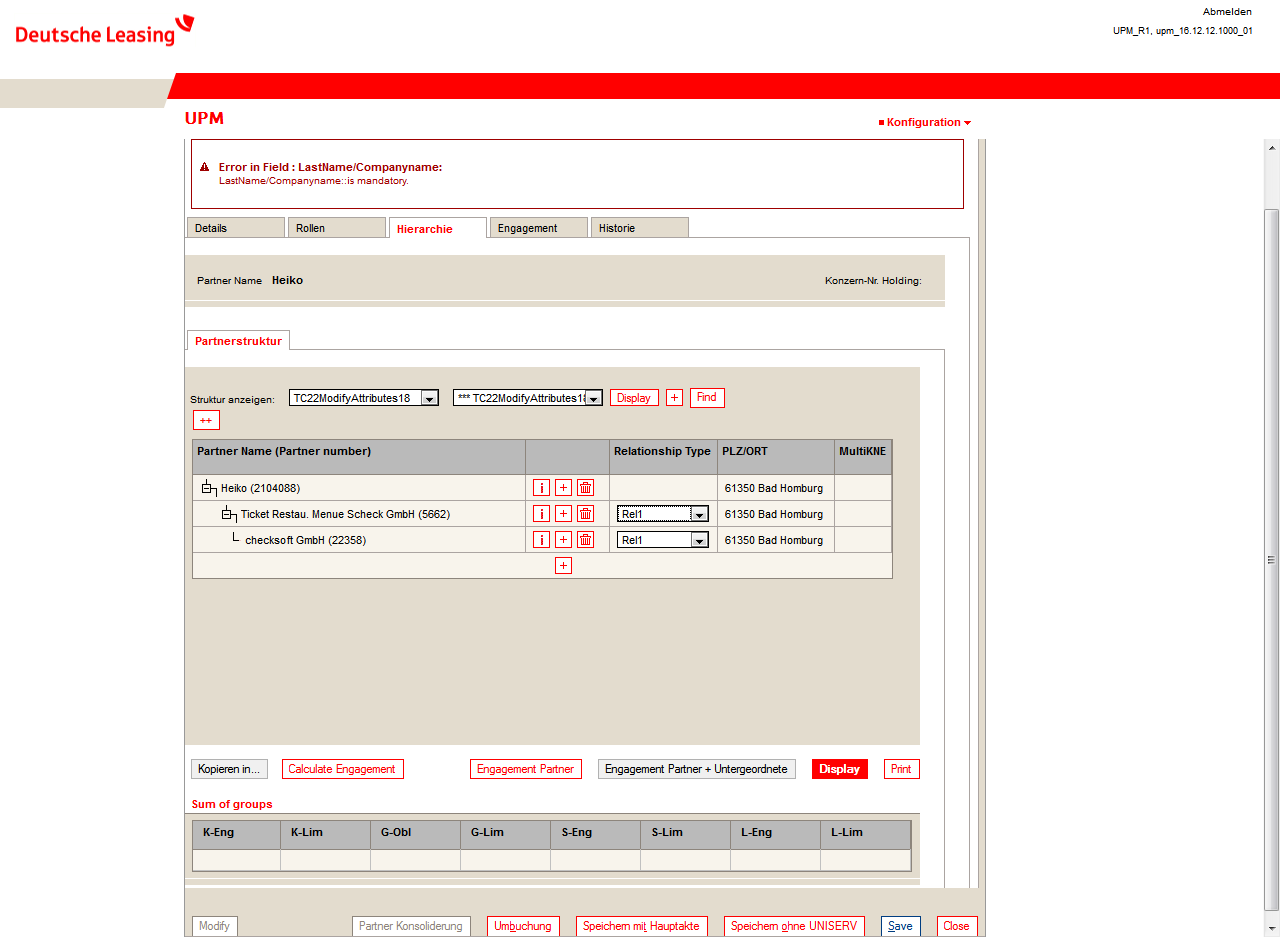 Deutsche Leasing
Abmelden
UPM_R1, upm_16.12.12.1000_01
UPM
Konfiguration
Error in Field : LastName/Companyname:
LastName/Companyname::is mandatory.
Details Rollen Hierarchie Engagement Historie
Partner Name Heiko Konzern-Nr. Holding:
Partnerstruktur
Struktur anzeigen: TC22ModifyAttributes18 *** TC22ModifyAttributes18 Display + Find
++
Partner Name (Partner number) Relationship Type PLZ/ORT MultiKNE
Heiko (2104088) i + 61350 Bad Homburg
Ticket Restau. Menue Scheck GmbH (5662) i + Rel1 61350 Bad Homburg
checksoft GmbH (22358) i + Rel1 61350 Bad Homburg
+
Kopieren in... Calculate Engagement Engagement Partner Engagement Partner + Untergeordnete Display Print
Sum of groups
K-Eng K-Lim G-Obl G-Lim S-Eng S-Lim L-Eng L-Lim
Modify Partner Konsolidierung Umbuchung Speichern mit Hauptakte Speichern ohne UNISERV Save Close